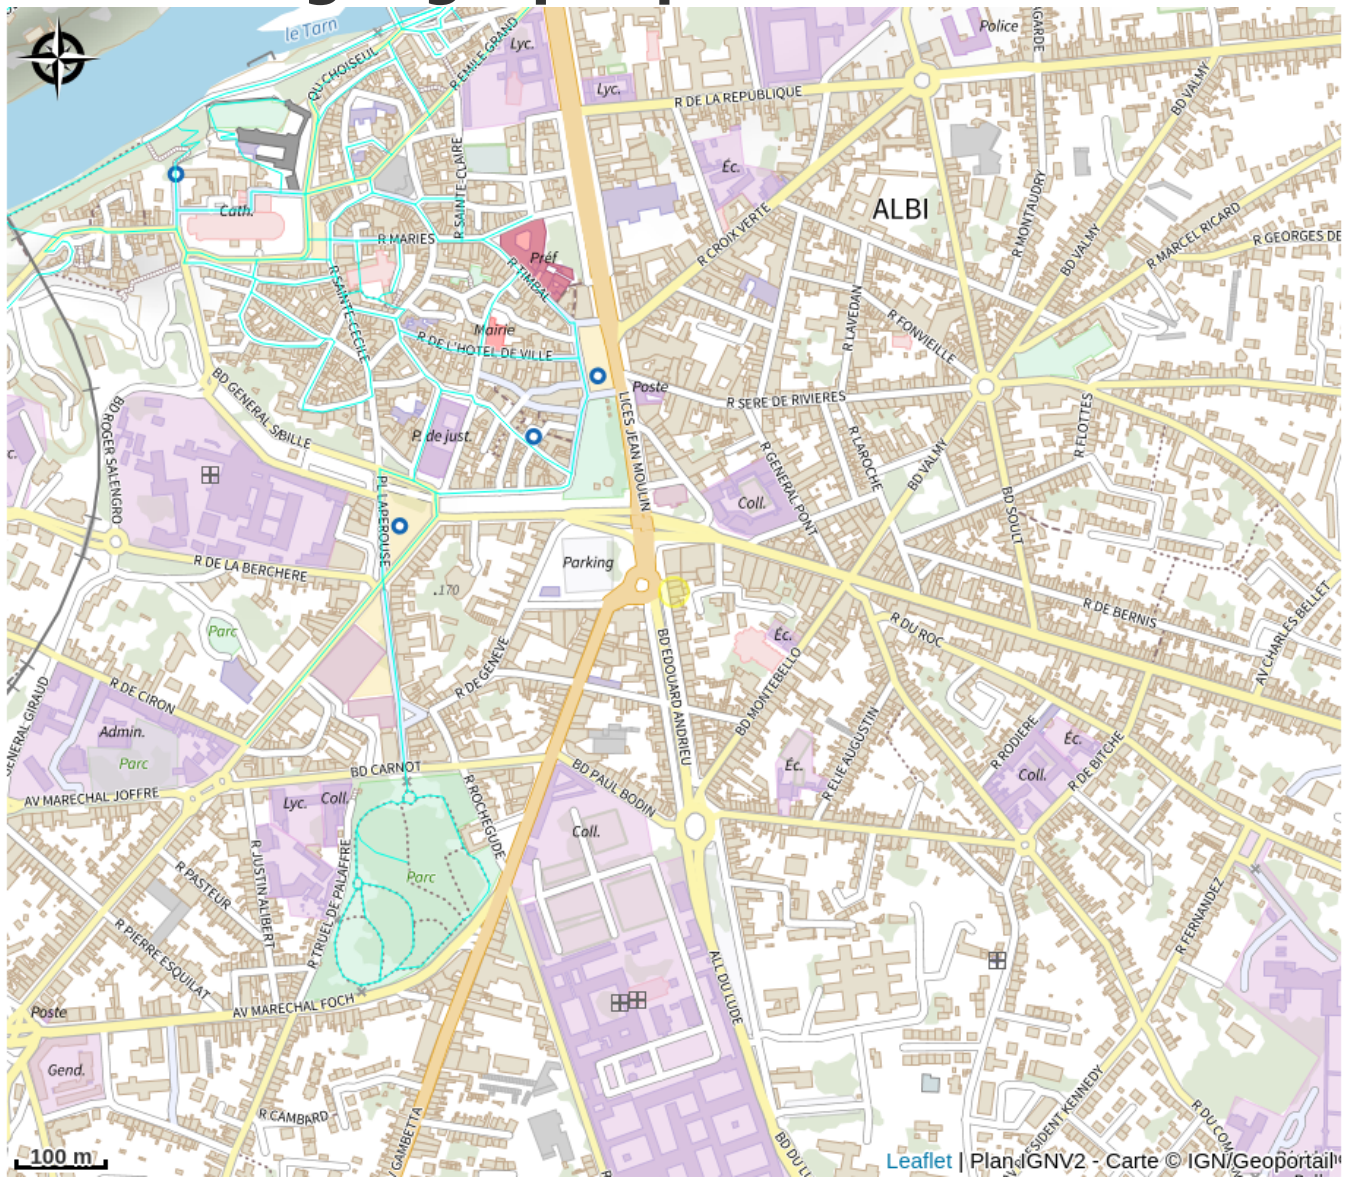 le Tarn
QU CHOISEUL
R EMILE GRAND
Lyc.
Police
Lyc.
R DE LA REPUBLIQUE
BD VALMY
R SAINTE-CLAIRE
Éc.
Cath.
ALBI
R MONTAUDRY
R MARIES
R CROIX VERTE
BD VALMY
R MARCEL RICARD
R GEORGES DE
Préf
R TIMBAL
R SAINTE-CECILE
Mairie
R DE L'HOTEL DE VILLE
R LAVEDAN
R FONVIEILLE
BD GENERAL SIBILLE
Poste
LICES JEAN MOULIN
R SERE DE RIVIERES
BD ROGER SALENGRO
P. de just.
R GENERAL PONT
R LAROCHE
BD VALMY
R FLOTTES
PL LAPEROUSE
Coll.
BD SOULT
R DE LA BERCHERE
Parking
.170
R DE BERNIS
AV CHARLES BELLET
Parc
R DE GENEVE
BD EDOUARD ANDRIEU
Éc.
R DU ROC
BD MONTEBELLO
R DE CIRON
GENERAL GIRAUD
Admin.
Parc
R ELIE AUGUSTIN
R RODIERE
Éc.
Coll.
R DE BITCHE
BD CARNOT
BD PAUL BODIN
Éc.
AV MARECHAL JOFFRE
Lyc.
Coll.
R ROCHEGUDE
Coll.
R PASTEUR
R JUSTIN ALIBERT
R TRUEL DE PALAFFRE
Parc
R PIERRE ESQUILAT
R FERNANDEZ
ALL DU LUDE
AV MARECHAL FOCH
Poste
Gend.
R CAMBARD
GAMBETTA
100 m
Leaflet | Plan IGNV2 - Carte © IGN/Geoportail